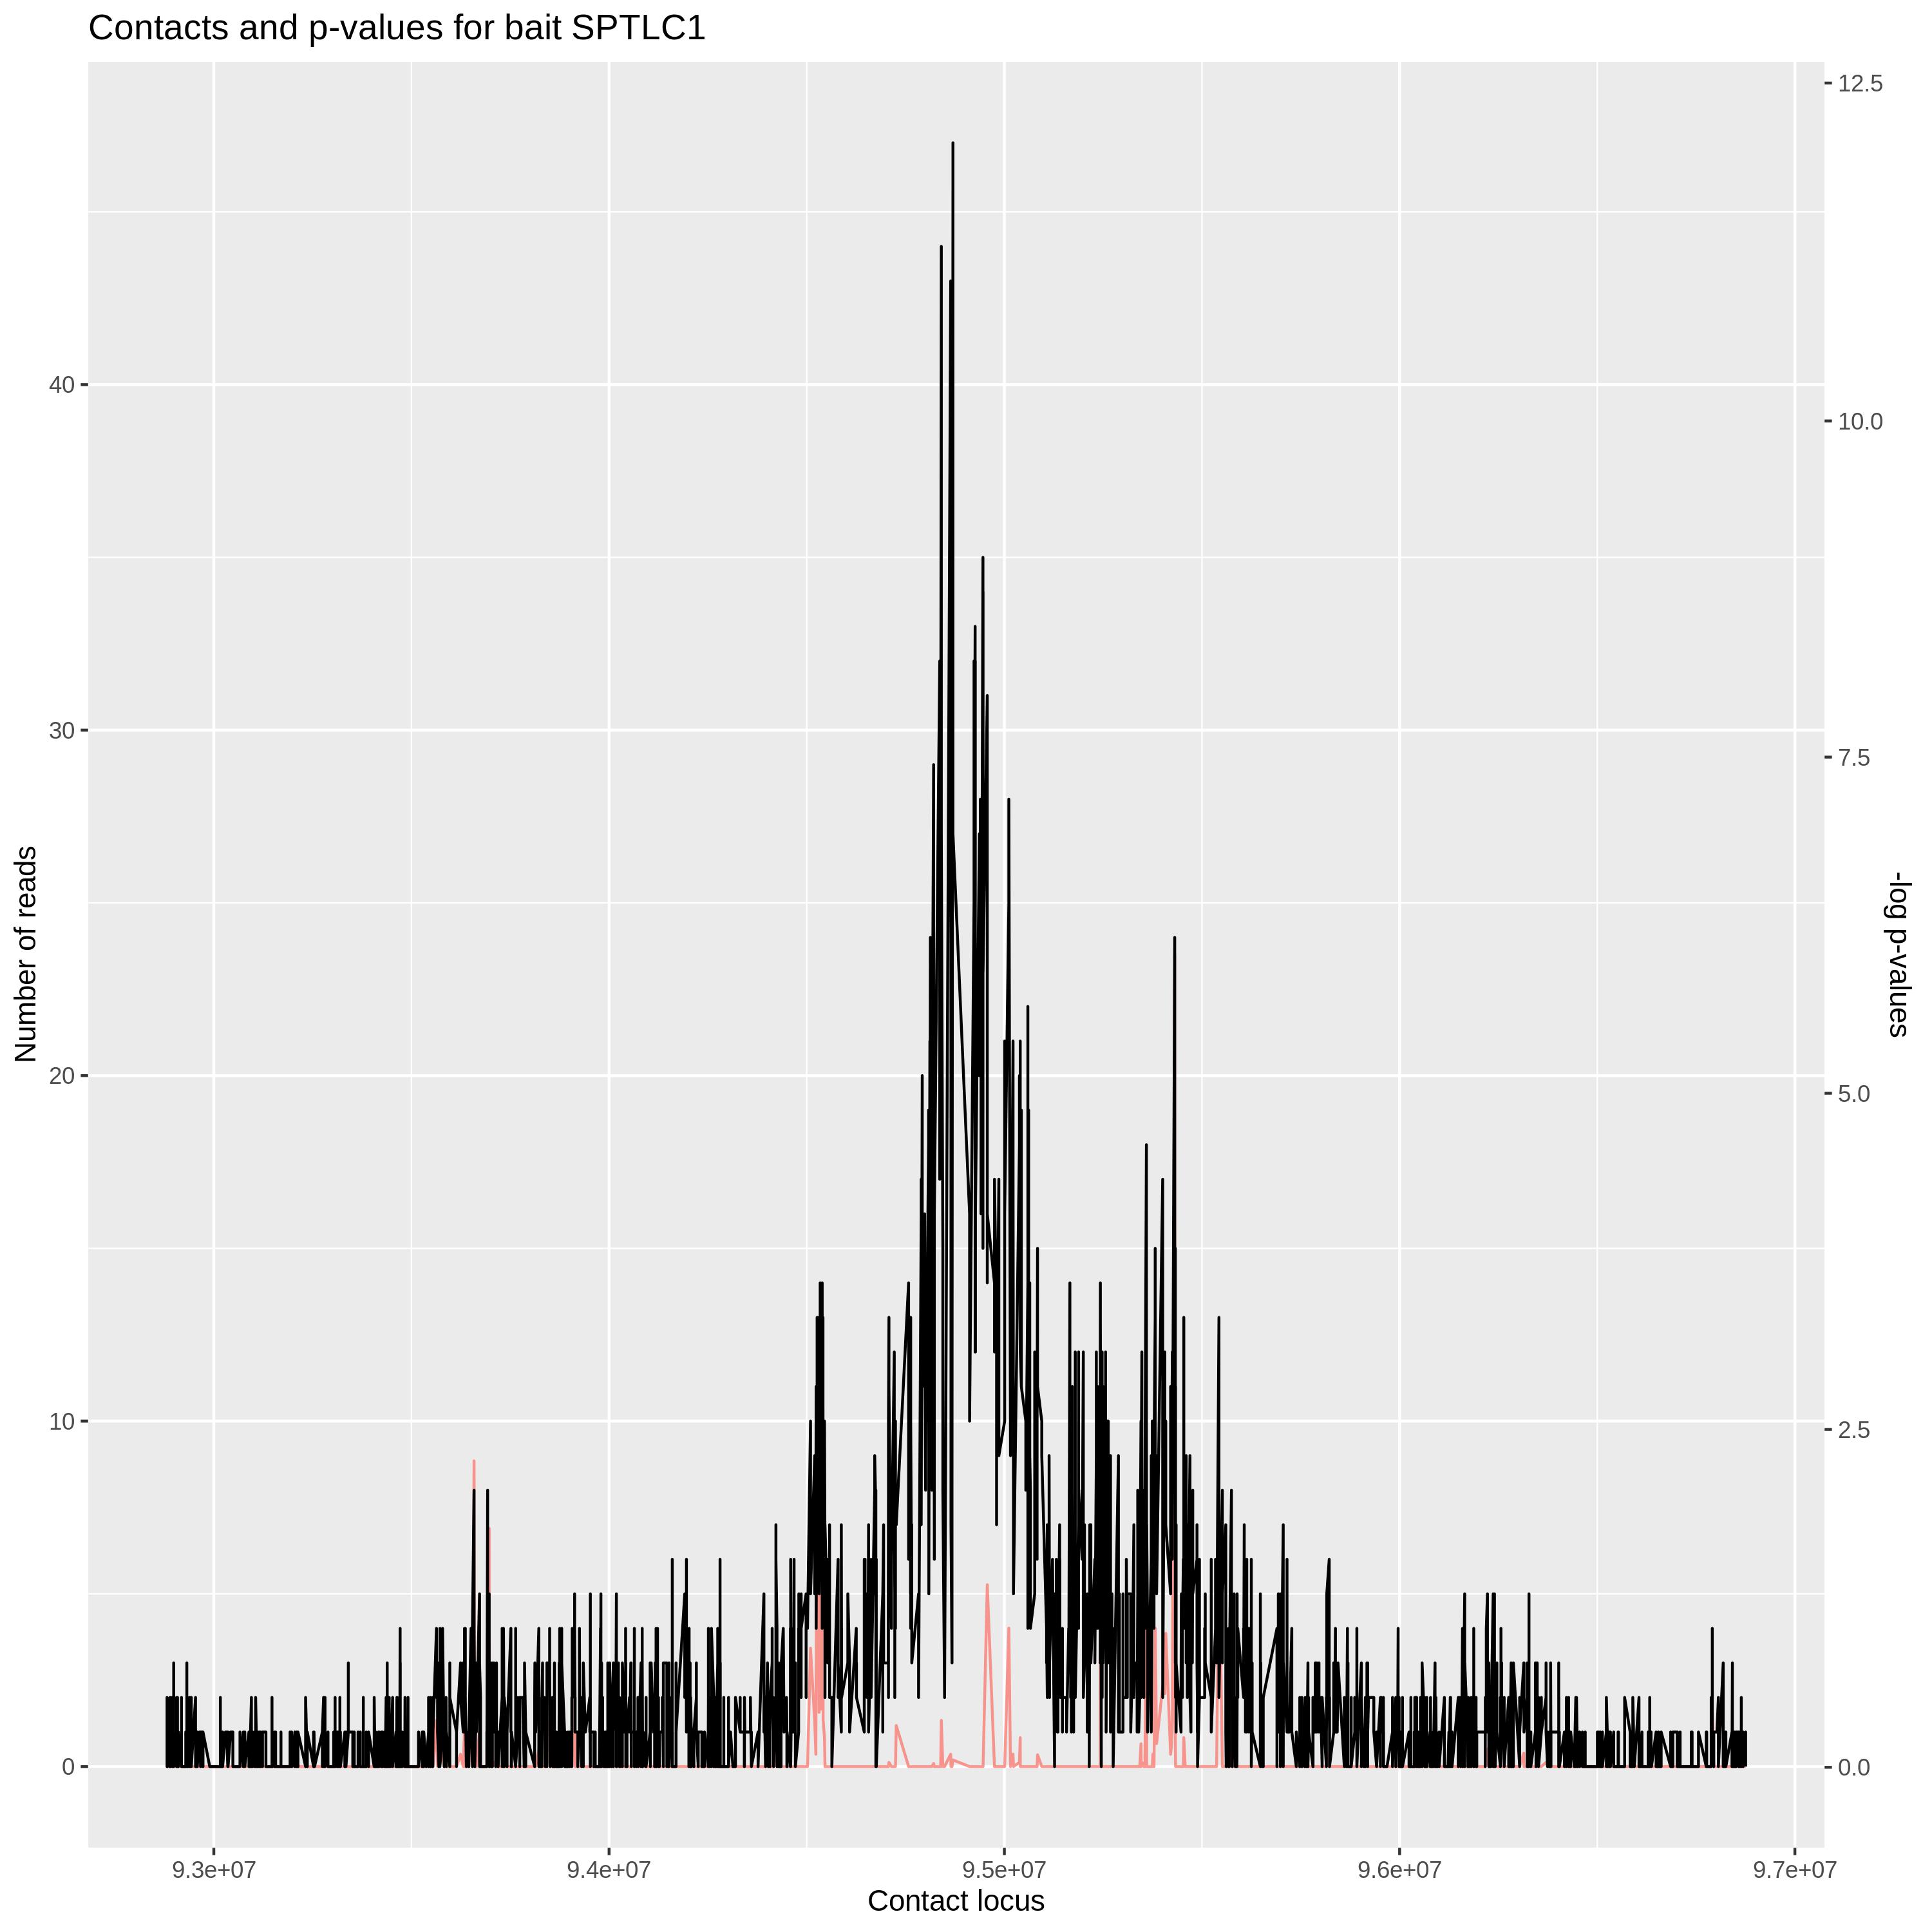 Contacts and p-values for bait SPTLC1
12.5
40
10.0
30
7.5
Number of reads
-log p-values
20
5.0
10
2.5
0
0.0
9.3e+07
9.4e+07
9.5e+07
9.6e+07
9.7e+07
Contact locus